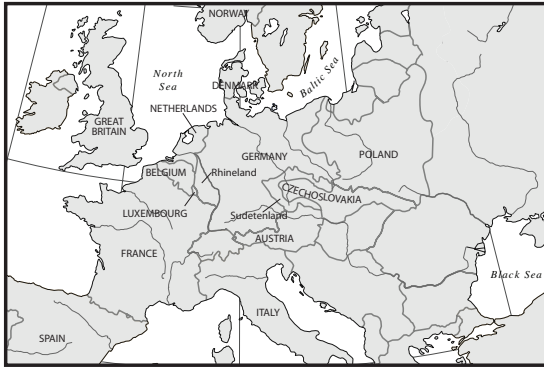 NORWAY
North
Sea
Baltic Sea
DENMARK
NETHERLANDS
GREAT
BRITAIN
GERMANY
POLAND
BELGIUM
Rhineland
CZECHOSLOVAKIA
LUXEMBOURG
Sudetenland
AUSTRIA
FRANCE
Black Sea
ITALY
SPAIN